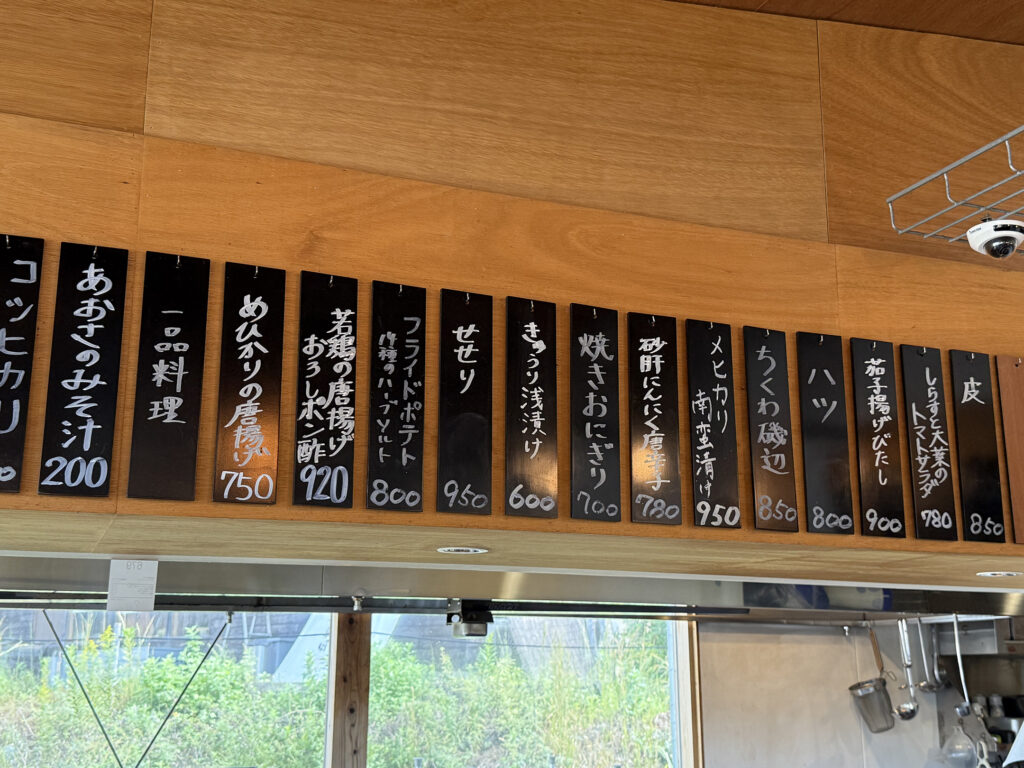 コシヒカリ
あおさのみそ汁
200
一品料理
めひかりの唐揚げ
750
若鶏の唐揚げ
おろしポン酢
920
フライドポテト
種のハーブソルト
800
せせり
950
きゅうり浅漬け
600
焼きおにぎり
700
砂肝にんにく唐辛子
780
メヒカリ
南蛮漬け
950
ちくわ磯辺
850
ハツ
800
茄子揚げびたし
900
しらすと大葉の
トマトサラダ
780
皮
850